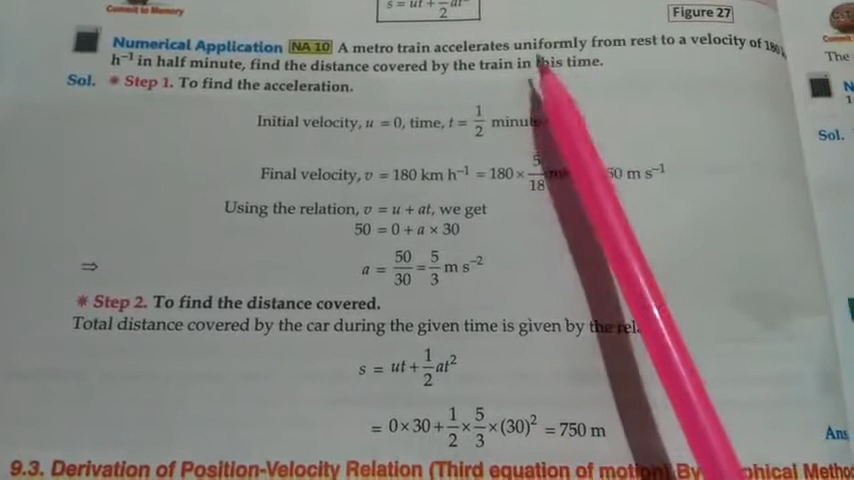 Commit to Memory
s = ut + 1/2 at²
Figure 27
Numerical Application NA 10 A metro train accelerates uniformly from rest to a velocity of 180
h⁻¹ in half minute, find the distance covered by the train in this time.
Sol. * Step 1. To find the acceleration.
Initial velocity, u = 0, time, t = 1/2 minut
Final velocity, v = 180 km h⁻¹ = 180 × 5/18 50 m s⁻¹
Using the relation, v = u + at, we get
50 = 0 + a × 30
⇒ a = 50/30 = 5/3 m s⁻²
* Step 2. To find the distance covered.
Total distance covered by the car during the given time is given by the rel
s = ut + 1/2 at²
= 0 × 30 + 1/2 × 5/3 × (30)² = 750 m
9.3. Derivation of Position-Velocity Relation (Third equation of motion) By phical Metho
The
N
1
Sol.
Ans